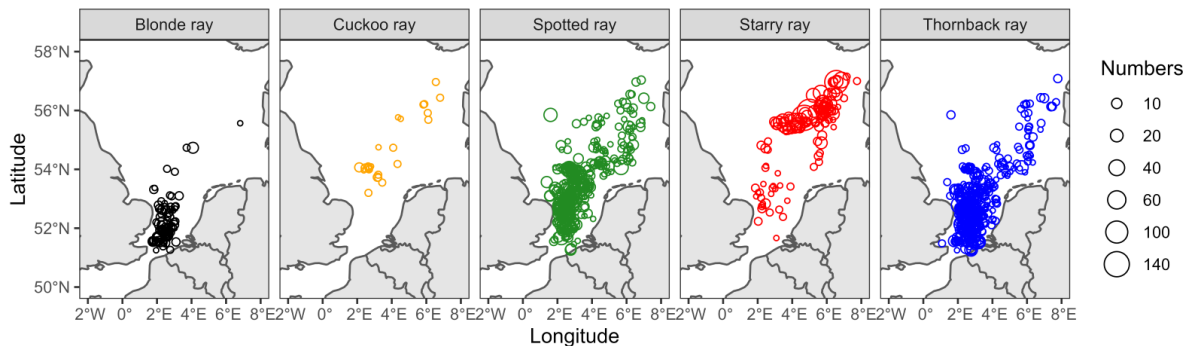 Blonde ray
Cuckoo ray
Spotted ray
Starry ray
Thornback ray
58°N
56°N
54°N
52°N
50°N
Latitude
2°W 0° 2°E 4°E 6°E 8°E
2°W 0° 2°E 4°E 6°E 8°E
2°W 0° 2°E 4°E 6°E 8°E
2°W 0° 2°E 4°E 6°E 8°E
2°W 0° 2°E 4°E 6°E 8°E
Longitude
Numbers
10
20
40
60
100
140